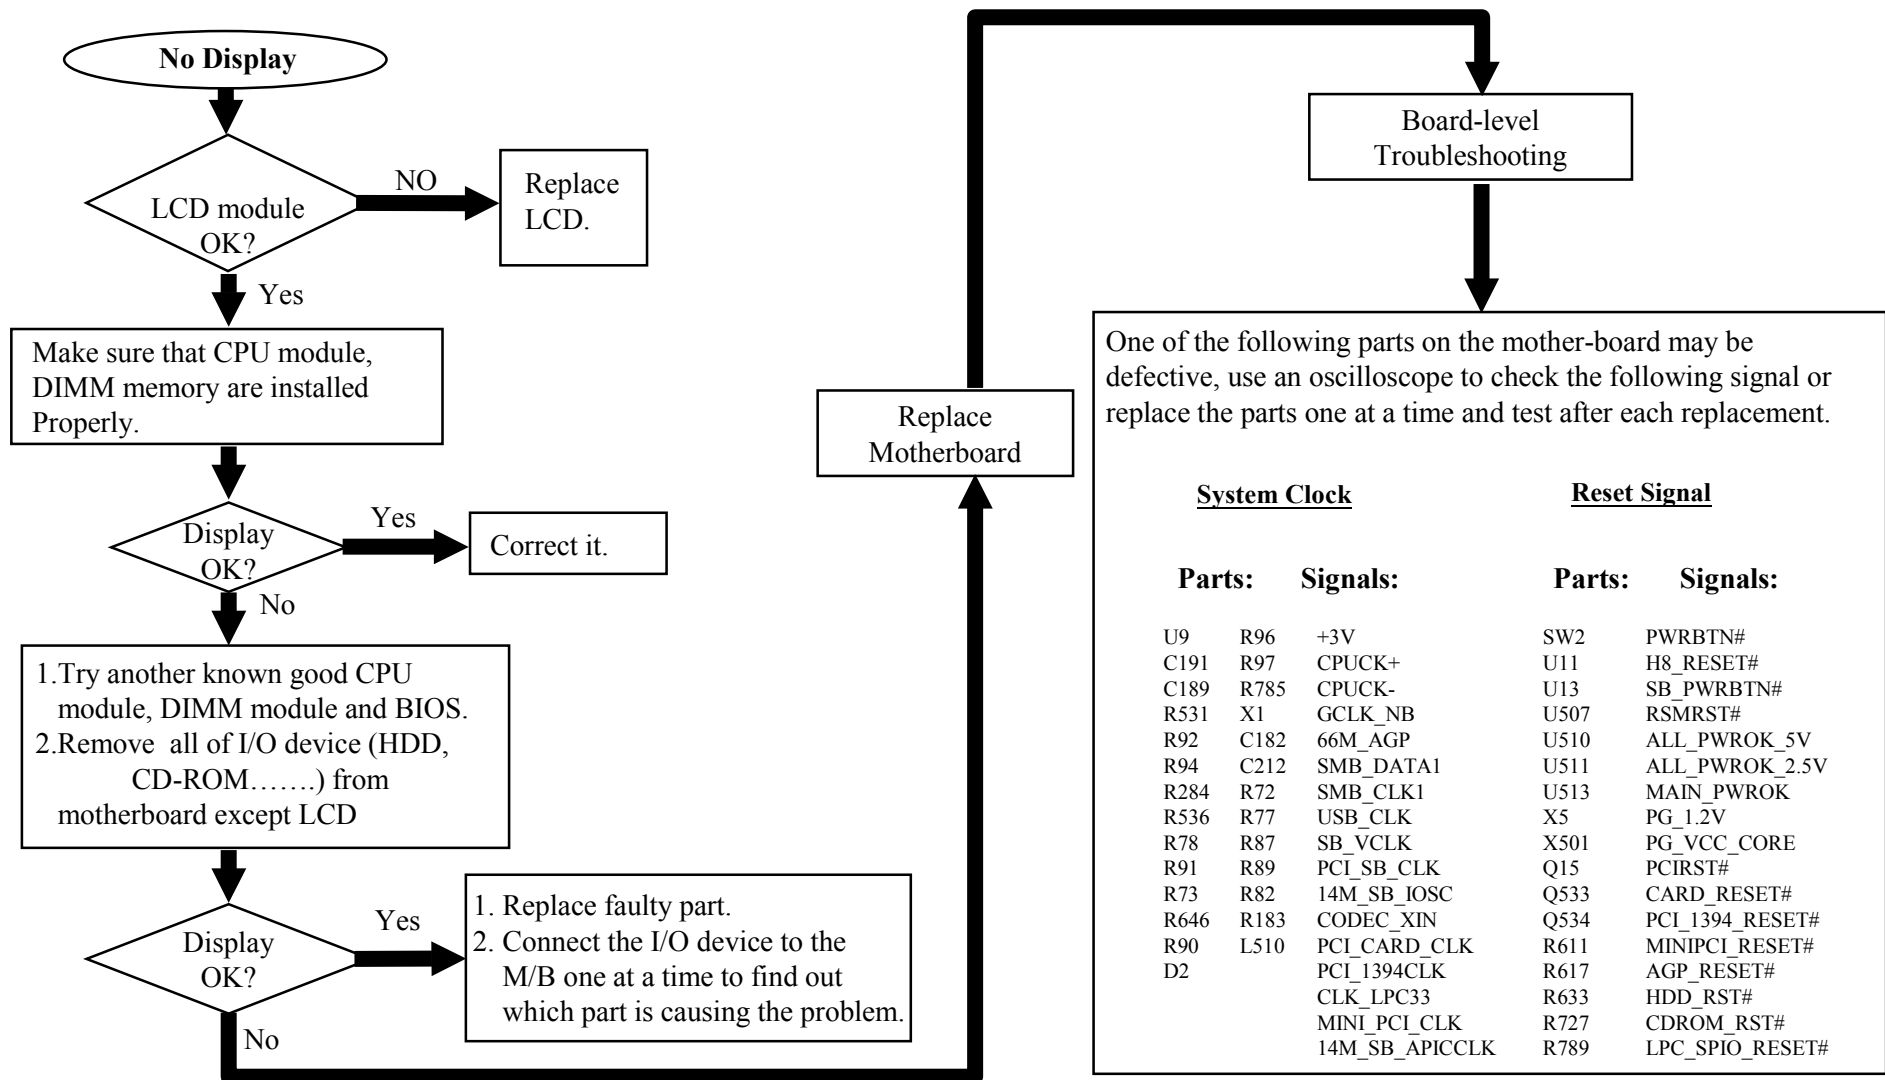 No Display
LCD module
OK?
NO
Replace
LCD.
Yes
Make sure that CPU module,
DIMM memory are installed
Properly.
Display
OK?
Yes
Correct it.
No
1.Try another known good CPU
module, DIMM module and BIOS.
2.Remove all of I/O device (HDD,
CD-ROM…….) from
motherboard except LCD
Display
OK?
Yes
1. Replace faulty part.
2. Connect the I/O device to the
M/B one at a time to find out
which part is causing the problem.
No
Replace
Motherboard
Board-level
Troubleshooting
One of the following parts on the mother-board may be
defective, use an oscilloscope to check the following signal or
replace the parts one at a time and test after each replacement.
System Clock Reset Signal
Parts: Signals: Parts: Signals:
U9 R96 +3V SW2 PWRBTN#
C191 R97 CPUCK+ U11 H8_RESET#
C189 R785 CPUCK- U13 SB_PWRBTN#
R531 X1 GCLK_NB U507 RSMRST#
R92 C182 66M_AGP U510 ALL_PWROK_5V
R94 C212 SMB_DATA1 U511 ALL_PWROK_2.5V
R284 R72 SMB_CLK1 U513 MAIN_PWROK
R536 R77 USB_CLK X5 PG_1.2V
R78 R87 SB_VCLK X501 PG_VCC_CORE
R91 R89 PCI_SB_CLK Q15 PCIRST#
R73 R82 14M_SB_IOSC Q533 CARD_RESET#
R646 R183 CODEC_XIN Q534 PCI_1394_RESET#
R90 L510 PCI_CARD_CLK R611 MINIPCI_RESET#
D2 PCI_1394CLK R617 AGP_RESET#
CLK_LPC33 R633 HDD_RST#
MINI_PCI_CLK R727 CDROM_RST#
14M_SB_APICCLK R789 LPC_SPIO_RESET#